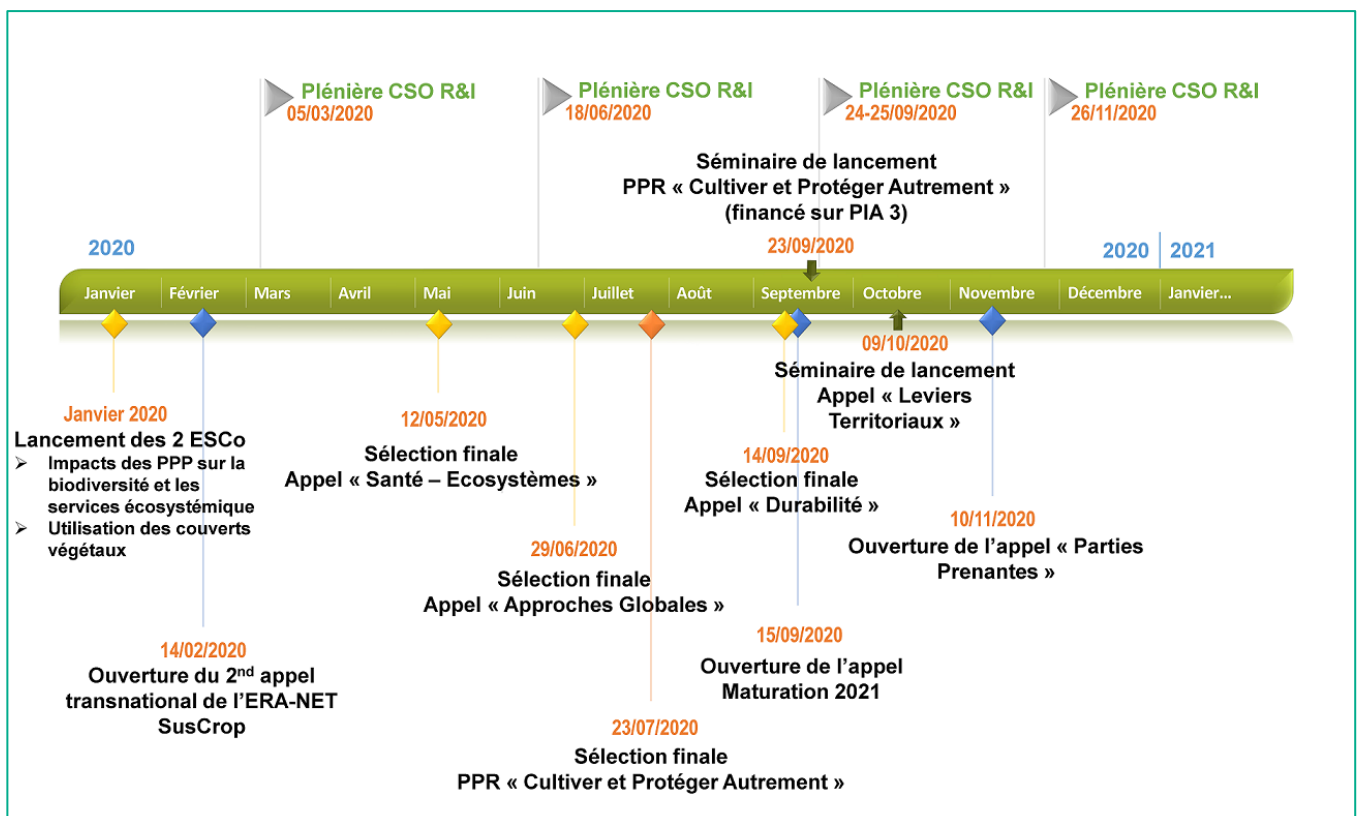 Plénière CSO R&I
05/03/2020
Plénière CSO R&I
18/06/2020
Plénière CSO R&I
24-25/09/2020
Plénière CSO R&I
26/11/2020
Séminaire de lancement
PPR « Cultiver et Protéger Autrement »
(financé sur PIA 3)
23/09/2020
2020
2020
2021
Janvier
Février
Mars
Avril
Mai
Juin
Juillet
Août
Septembre
Octobre
Novembre
Décembre
Janvier...
Janvier 2020
Lancement des 2 ESCo
➢ Impacts des PPP sur la
biodiversité et les
services écosystémique
➢ Utilisation des couverts
végétaux
14/02/2020
Ouverture du 2nd appel
transnational de l'ERA-NET
SusCrop
12/05/2020
Sélection finale
Appel « Santé – Ecosystèmes »
29/06/2020
Sélection finale
Appel « Approches Globales »
23/07/2020
Sélection finale
PPR « Cultiver et Protéger Autrement »
14/09/2020
Sélection finale
Appel « Durabilité »
15/09/2020
Ouverture de l'appel
Maturation 2021
09/10/2020
Séminaire de lancement
Appel « Leviers
Territoriaux »
10/11/2020
Ouverture de l'appel « Parties
Prenantes »